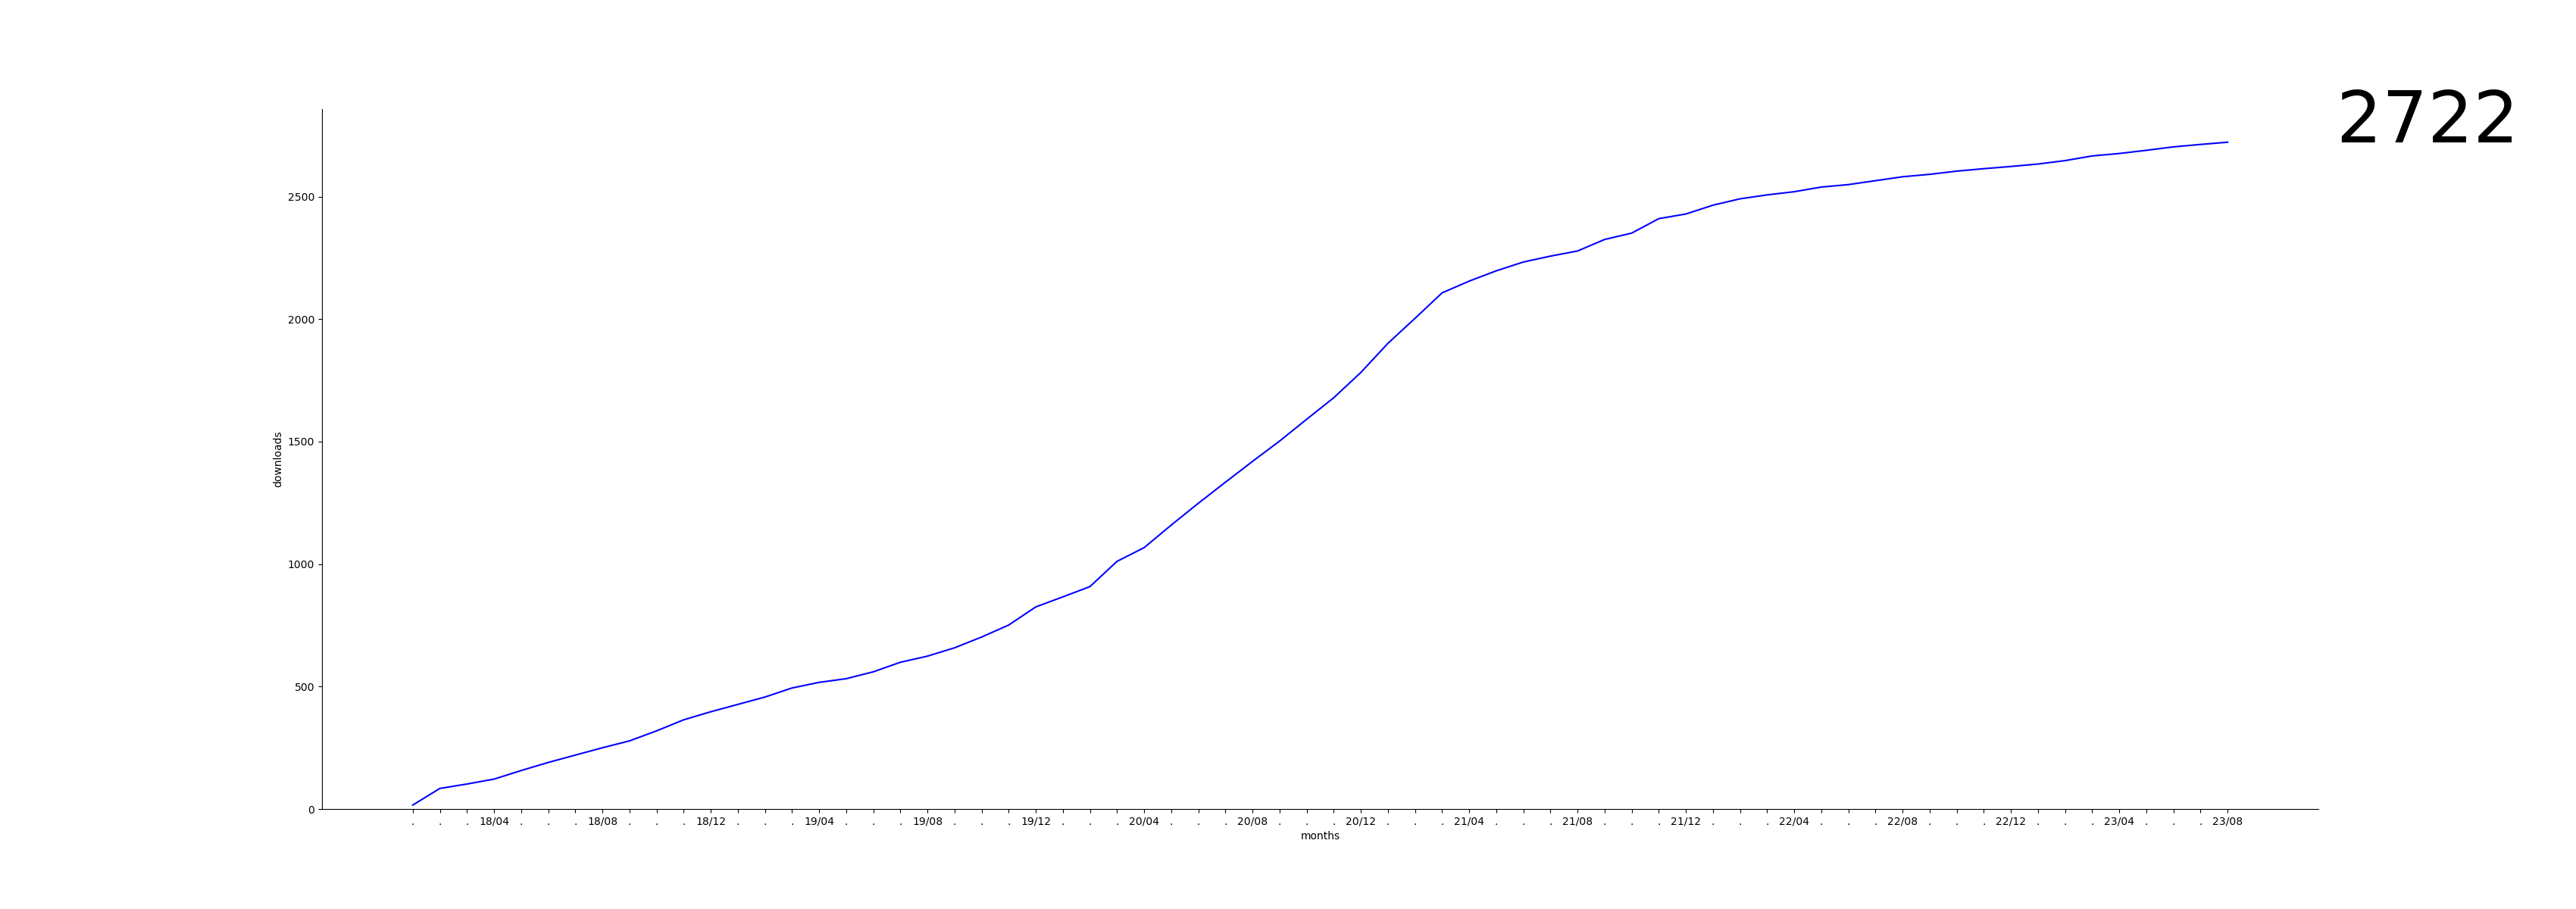 2722
2500
2000
1500
1000
500
0
downloads
. . . 18/04 . . . 18/08 . . . 18/12 . . . 19/04 . . . 19/08 . . . 19/12 . . . 20/04 . . . 20/08 . . . 20/12 . . . 21/04 . . . 21/08 . . . 21/12 . . . 22/04 . . . 22/08 . . . 22/12 . . . 23/04 . . . 23/08
months